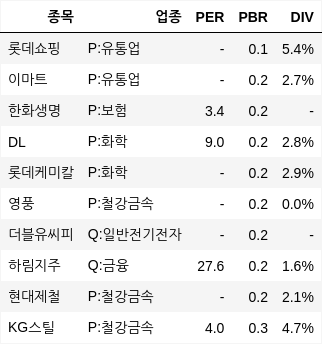 종목 업종 PER PBR DIV
롯데쇼핑 P:유통업 - 0.1 5.4%
이마트 P:유통업 - 0.2 2.7%
한화생명 P:보험 3.4 0.2 -
DL P:화학 9.0 0.2 2.8%
롯데케미칼 P:화학 - 0.2 2.9%
영풍 P:철강금속 - 0.2 0.0%
더블유씨피 Q:일반전기전자 - 0.2 -
하림지주 Q:금융 27.6 0.2 1.6%
현대제철 P:철강금속 - 0.2 2.1%
KG스틸 P:철강금속 4.0 0.3 4.7%